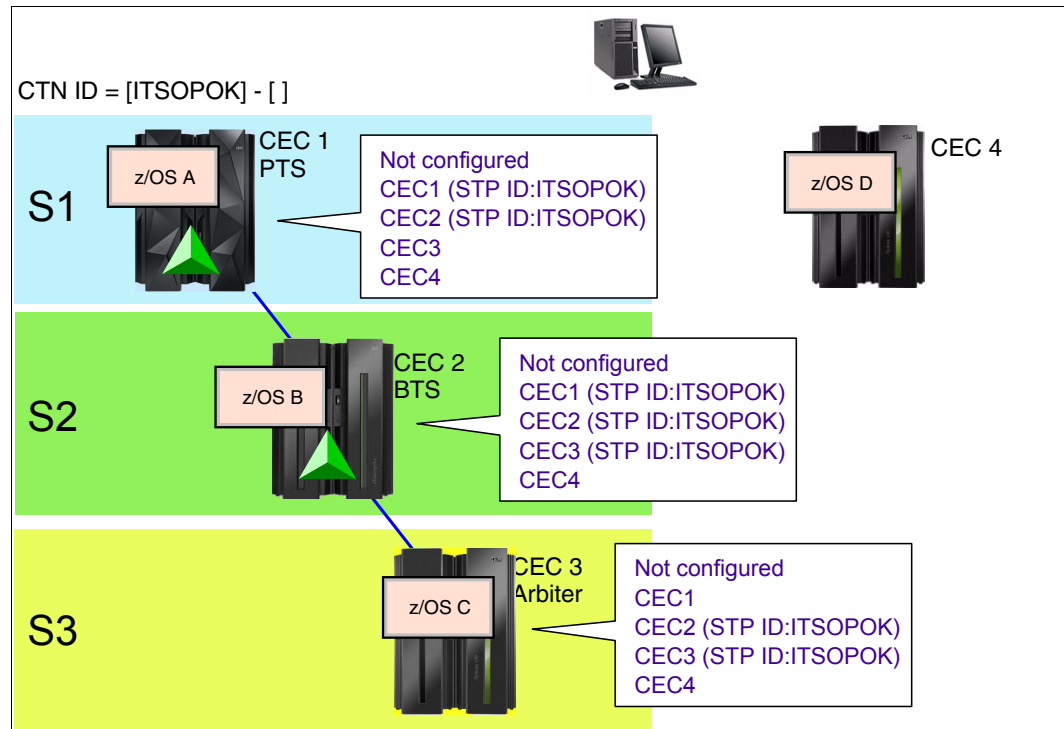 CTN ID = [ITSOPOK] - [ ]
S1
z/OS A
CEC 1
PTS
Not configured
CEC1 (STP ID:ITSOPOK)
CEC2 (STP ID:ITSOPOK)
CEC3
CEC4
z/OS D
CEC 4
S2
z/OS B
CEC 2
BTS
Not configured
CEC1 (STP ID:ITSOPOK)
CEC2 (STP ID:ITSOPOK)
CEC3 (STP ID:ITSOPOK)
CEC4
S3
z/OS C
CEC 3
Arbiter
Not configured
CEC1
CEC2 (STP ID:ITSOPOK)
CEC3 (STP ID:ITSOPOK)
CEC4